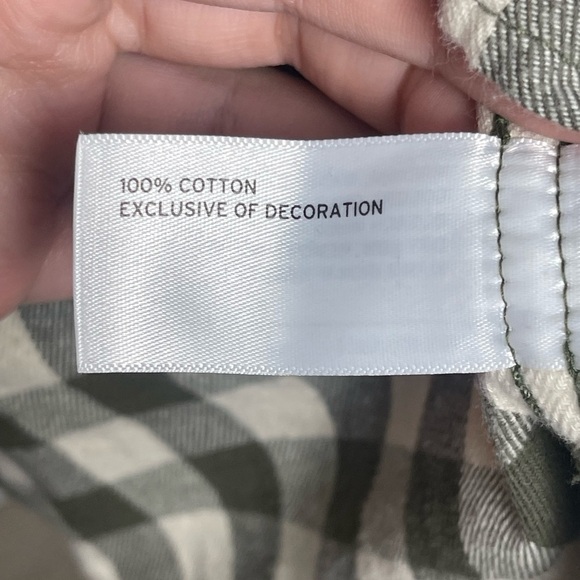 100% COTTON
EXCLUSIVE OF DECORATION